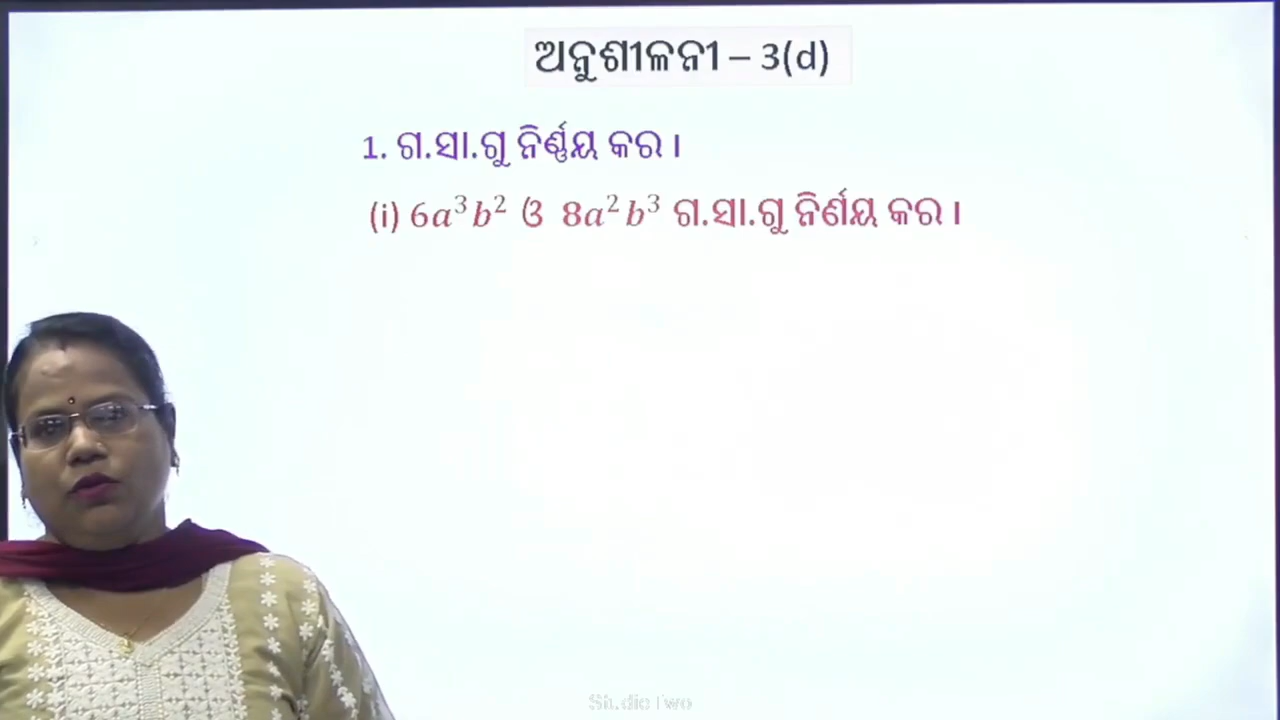 ଅନୁଶୀଳନୀ – 3(d)
1. ଗ.ସା.ଗୁ ନିର୍ଣ୍ଣୟ କର ।
(i) 6a³b² ଓ 8a²b³ ଗ.ସା.ଗୁ ନିର୍ଣୟ କର ।